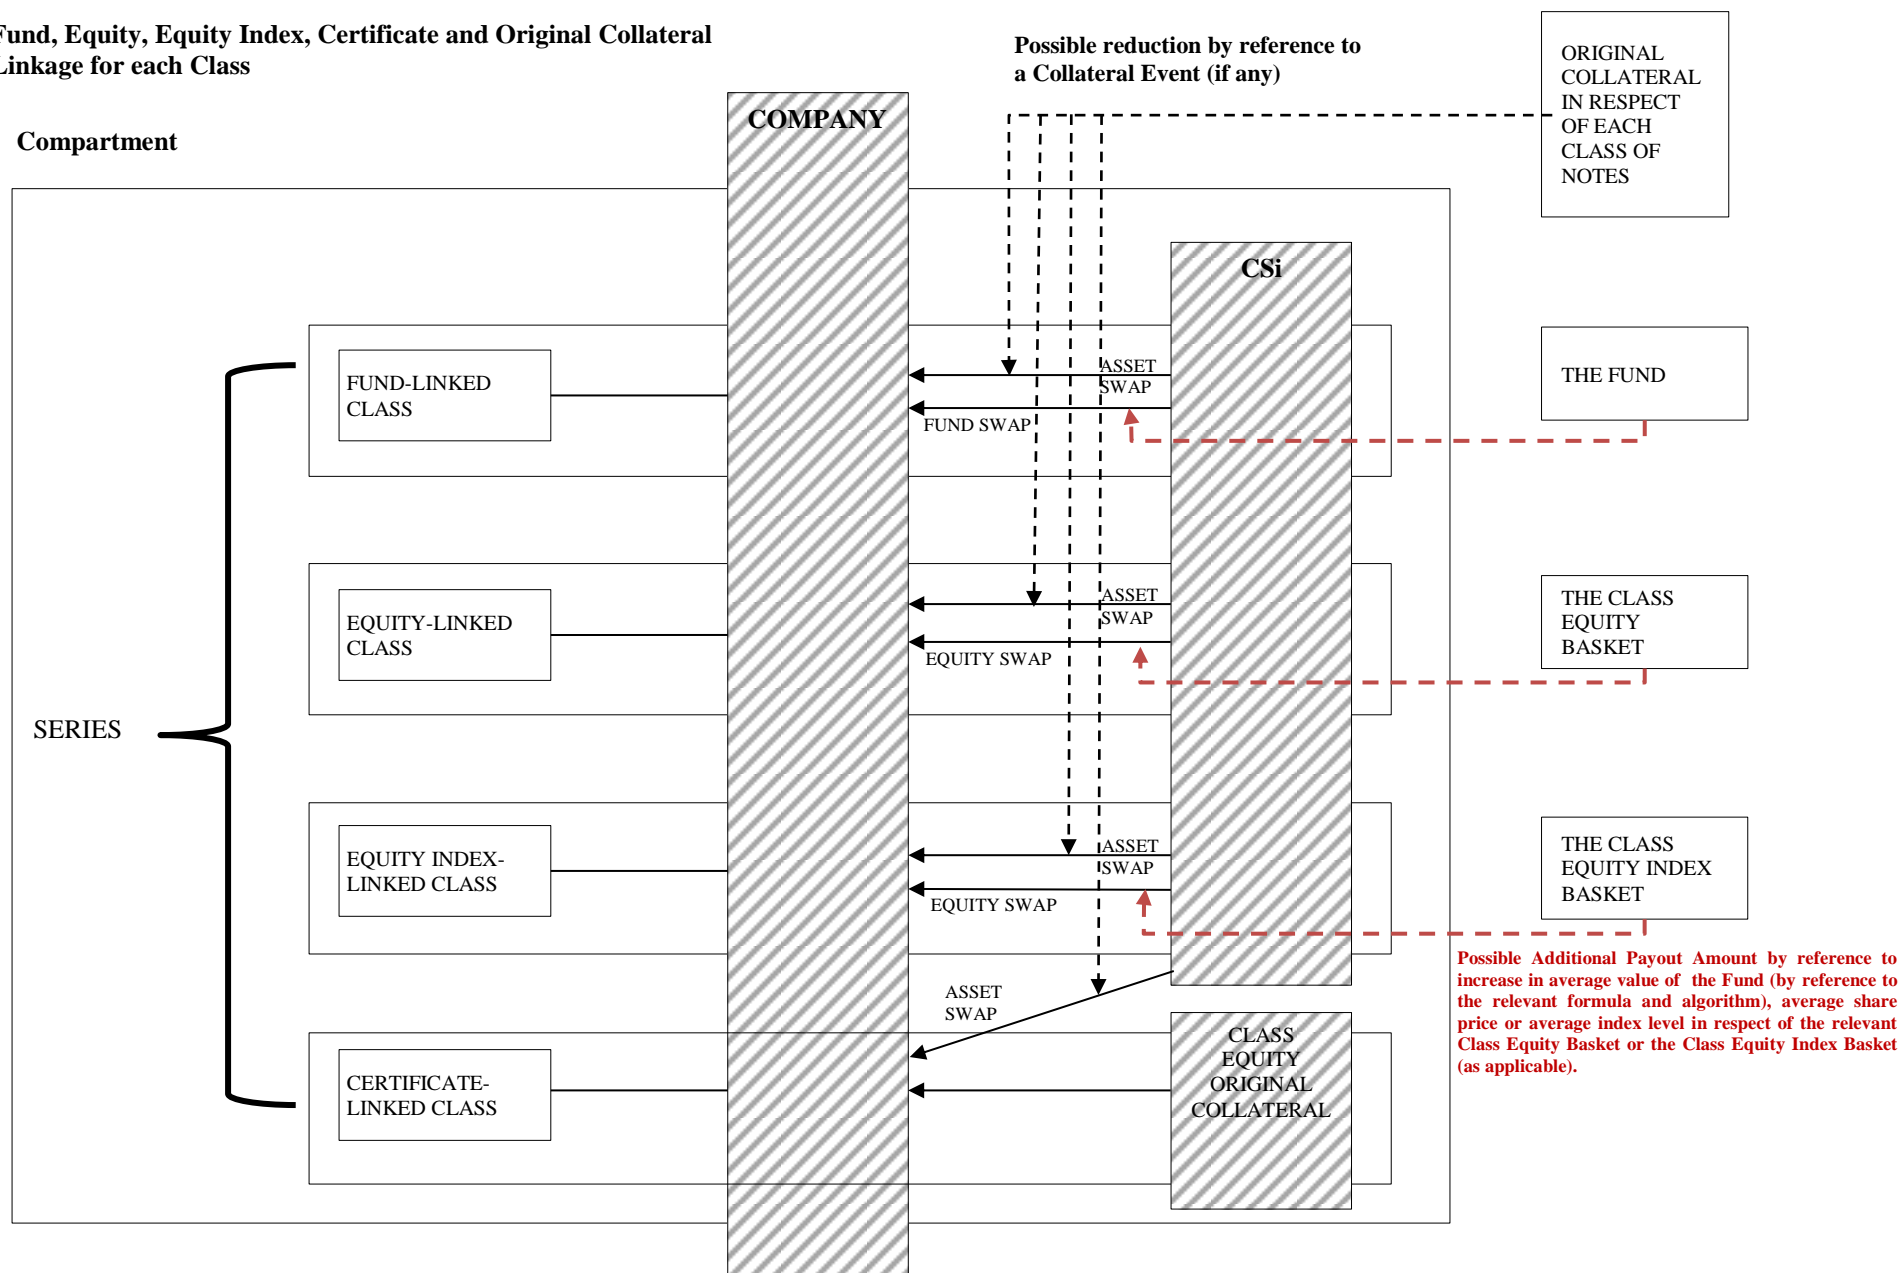 Fund, Equity, Equity Index, Certificate and Original Collateral
Linkage for each Class
Possible reduction by reference to
a Collateral Event (if any)
ORIGINAL
COLLATERAL
IN RESPECT
OF EACH
CLASS OF
NOTES
COMPANY
Compartment
CSi
FUND-LINKED
CLASS
ASSET
SWAP
FUND SWAP
THE FUND
EQUITY-LINKED
CLASS
ASSET
SWAP
EQUITY SWAP
THE CLASS
EQUITY
BASKET
SERIES
EQUITY INDEX-
LINKED CLASS
ASSET
SWAP
EQUITY SWAP
THE CLASS
EQUITY INDEX
BASKET
Possible Additional Payout Amount by reference to
increase in average value of the Fund (by reference to
the relevant formula and algorithm), average share
price or average index level in respect of the relevant
Class Equity Basket or the Class Equity Index Basket
(as applicable).
ASSET
SWAP
CERTIFICATE-
LINKED CLASS
CLASS
EQUITY
ORIGINAL
COLLATERAL